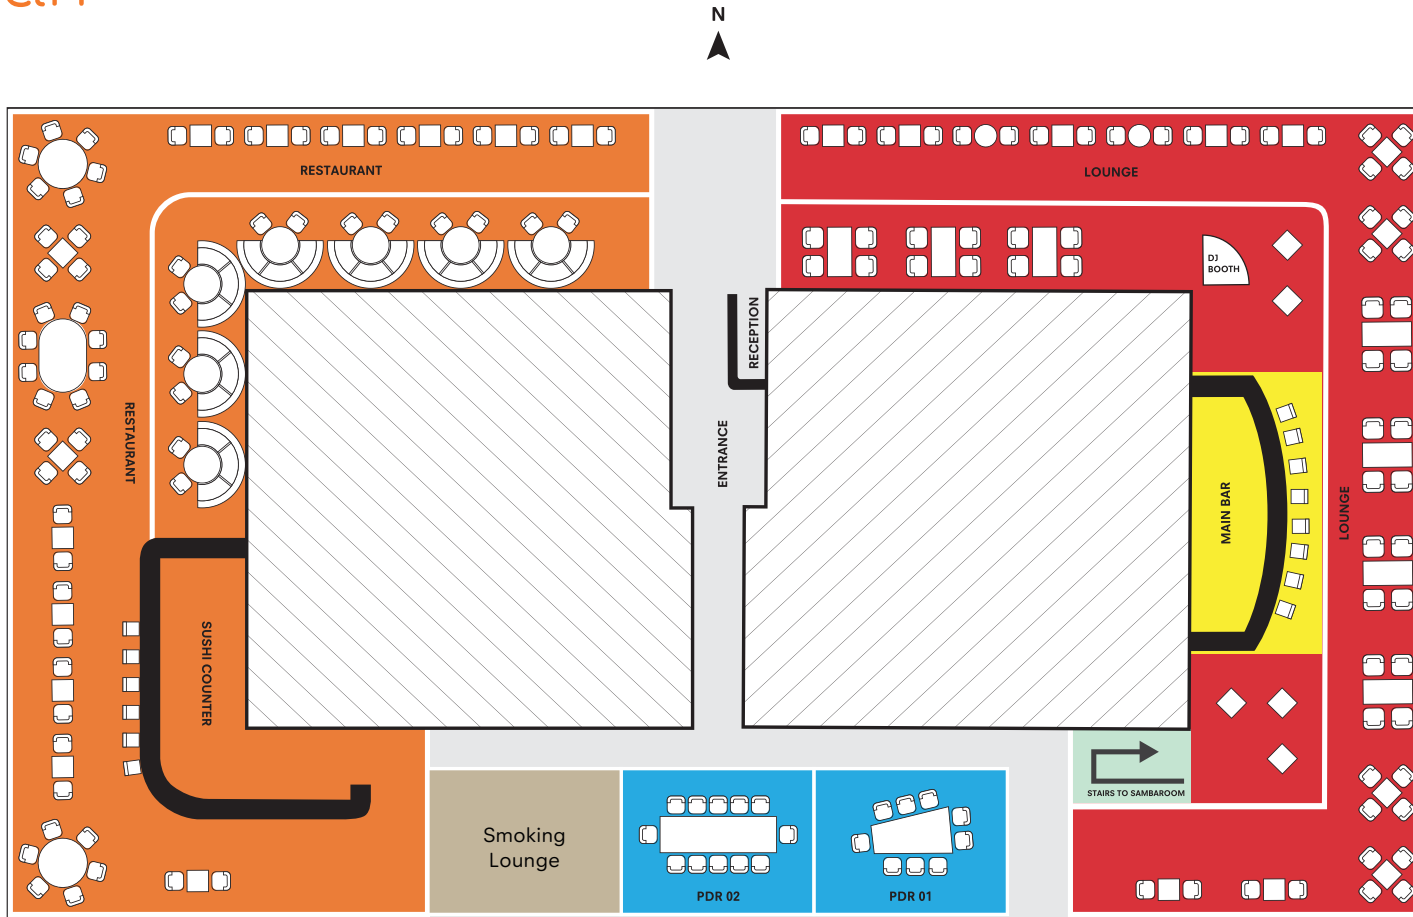 N
RESTAURANT
LOUNGE
DJ
BOOTH
RECEPTION
ENTRANCE
RESTAURANT
MAIN BAR
LOUNGE
SUSHI COUNTER
STAIRS TO SAMBAROOM
Smoking
Lounge
PDR 02
PDR 01